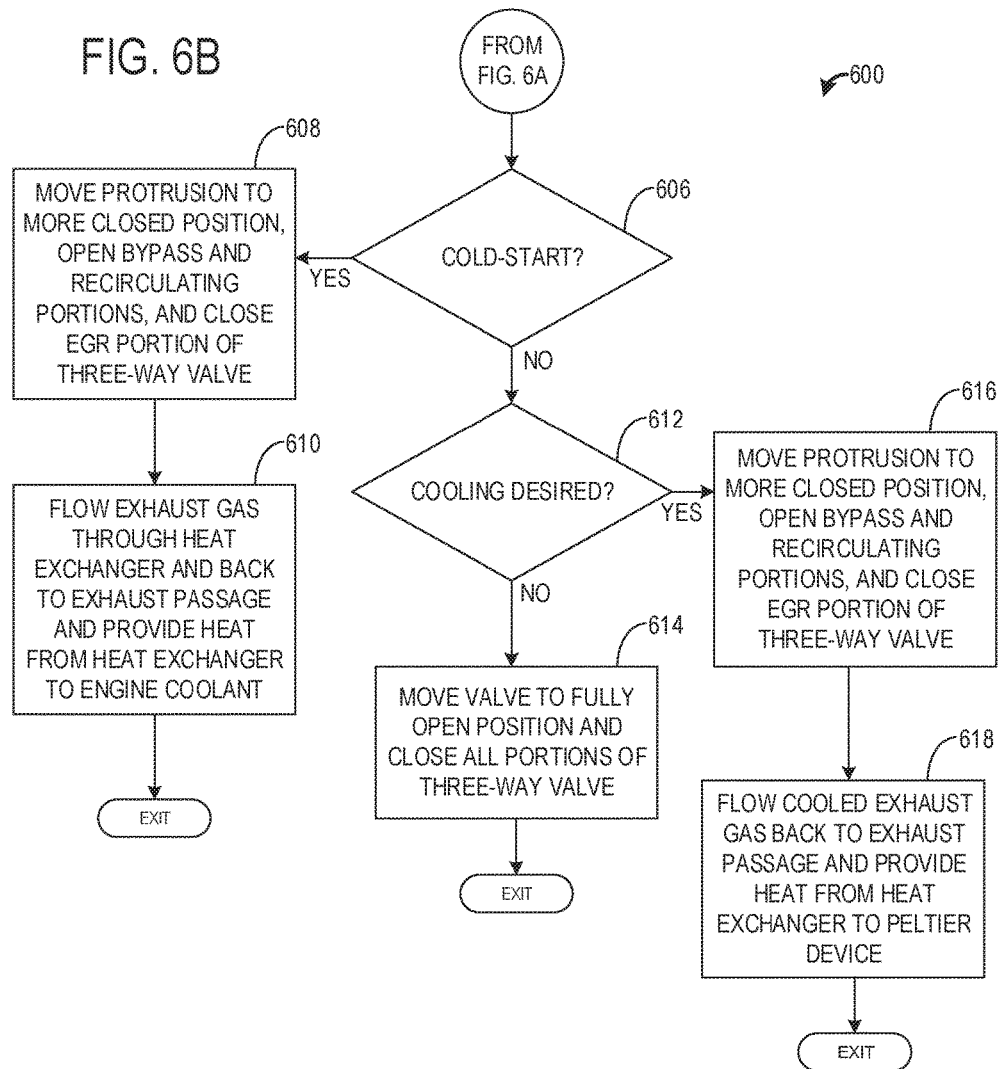 FIG. 6B
FROM
FIG. 6A
600
606
COLD-START?
YES
NO
608
MOVE PROTRUSION TO
MORE CLOSED POSITION,
OPEN BYPASS AND
RECIRCULATING
PORTIONS, AND CLOSE
EGR PORTION OF
THREE-WAY VALVE
610
FLOW EXHAUST GAS
THROUGH HEAT
EXCHANGER AND BACK
TO EXHAUST PASSAGE
AND PROVIDE HEAT
FROM HEAT EXCHANGER
TO ENGINE COOLANT
EXIT
612
COOLING DESIRED?
YES
NO
614
MOVE VALVE TO FULLY
OPEN POSITION AND
CLOSE ALL PORTIONS OF
THREE-WAY VALVE
EXIT
616
MOVE PROTRUSION TO
MORE CLOSED POSITION,
OPEN BYPASS AND
RECIRCULATING
PORTIONS, AND CLOSE
EGR PORTION OF
THREE-WAY VALVE
618
FLOW COOLED EXHAUST
GAS BACK TO EXHAUST
PASSAGE AND PROVIDE
HEAT FROM HEAT
EXCHANGER TO PELTIER
DEVICE
EXIT